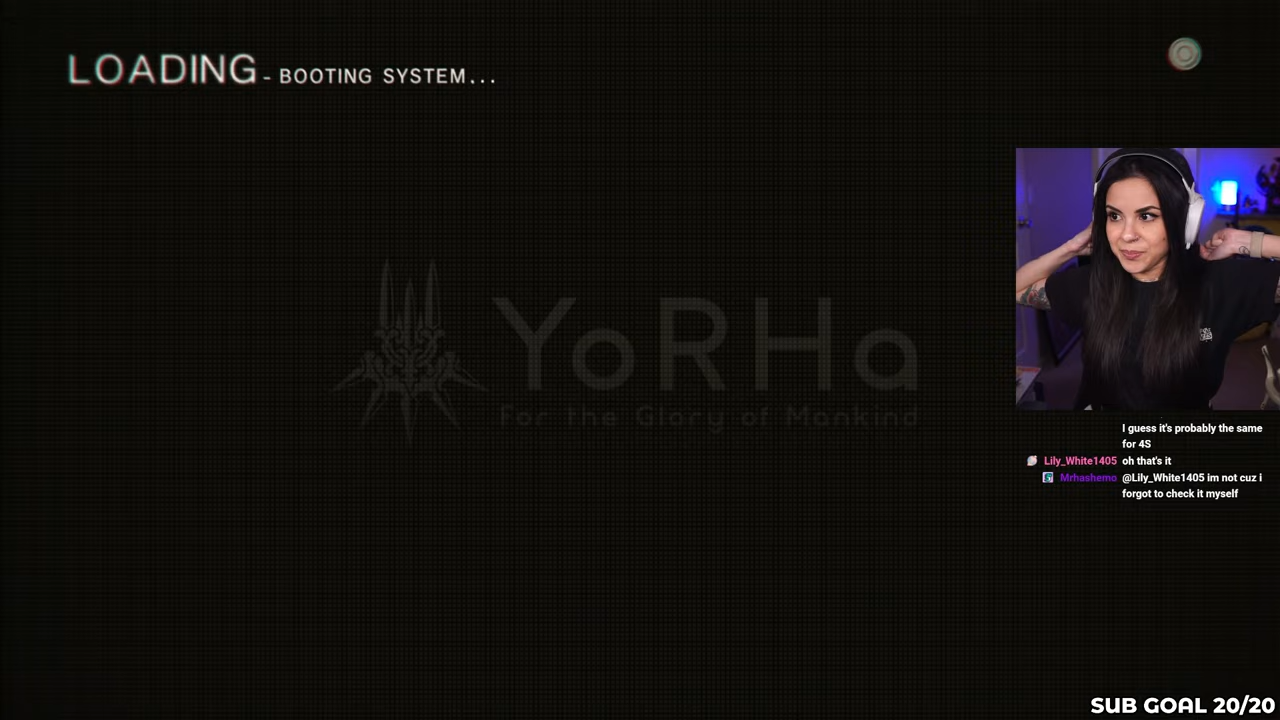 LOADING - BOOTING SYSTEM...
YoRHa
For the Glory of Mankind
I guess it's probably the same
for 4S
Lily_White1405 oh that's it
Mrhashemo @Lily_White1405 im not cuz i
forgot to check it myself
SUB GOAL 20/20